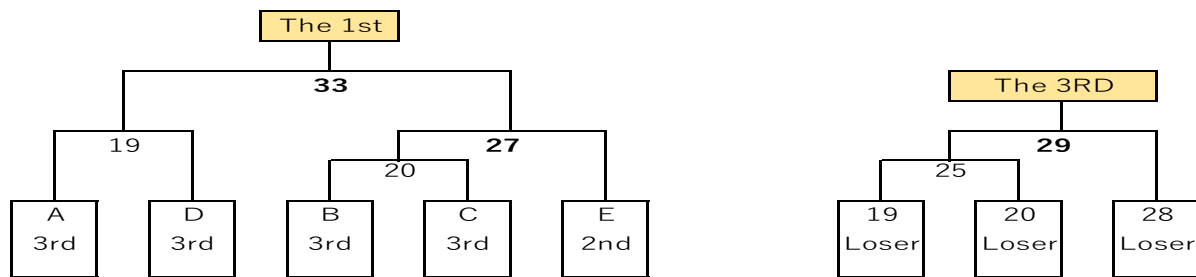 The 1st
33
The 3RD
19
27
29
20
25
A
3rd
D
3rd
B
3rd
C
3rd
E
2nd
19
Loser
20
Loser
28
Loser